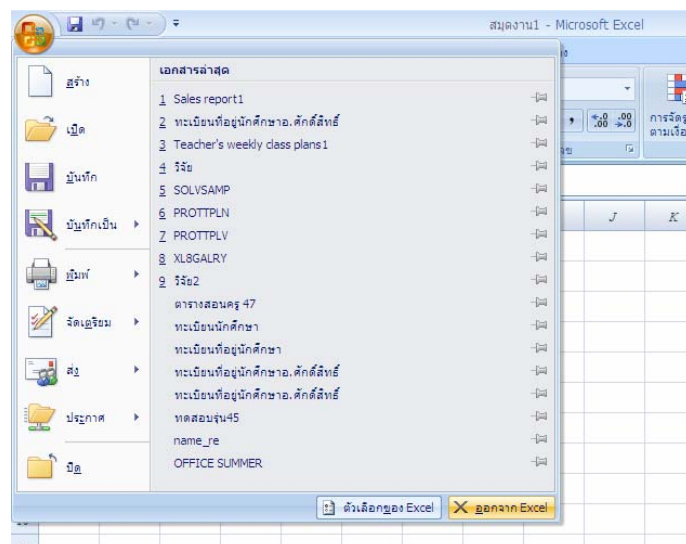 สมุดงาน1 - Microsoft Excel
สร้าง
เปิด
บันทึก
บันทึกเป็น
พิมพ์
จัดเตรียม
ส่ง
ประกาศ
ปิด
เอกสารล่าสุด
1 Sales report1
2 ทะเบียนที่อยู่นักศึกษาอ.ศักดิ์สิทธิ์
3 Teacher's weekly class plans1
4 วิจัย
5 SOLVSAMP
6 PROTTPLN
7 PROTTPLV
8 XL8GALRY
9 วิจัย2
ตารางสอนครู 47
ทะเบียนนักศึกษา
ทะเบียนที่อยู่นักศึกษา
ทะเบียนที่อยู่นักศึกษาอ.ศักดิ์สิทธิ์
ทะเบียนที่อยู่นักศึกษาอ.ศักดิ์สิทธิ์
ทดสอบรุ่น45
name_re
OFFICE SUMMER
ตัวเลือกของ Excel
ออกจาก Excel
J K